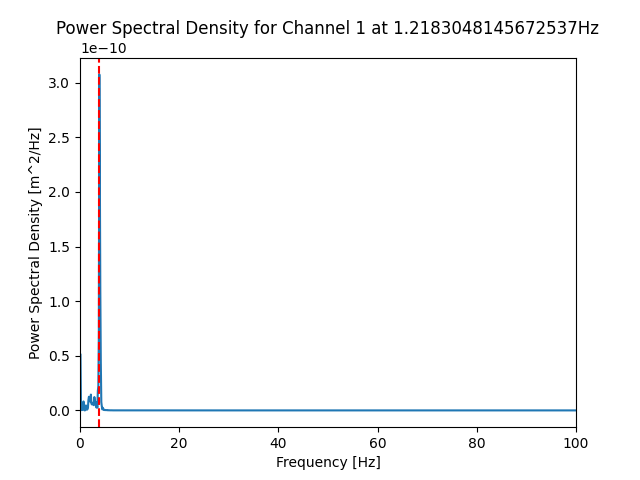 Power Spectral Density for Channel 1 at 1.2183048145672537Hz
1e−10
3.0
2.5
2.0
1.5
1.0
0.5
0.0
Power Spectral Density [m^2/Hz]
0 20 40 60 80 100
Frequency [Hz]